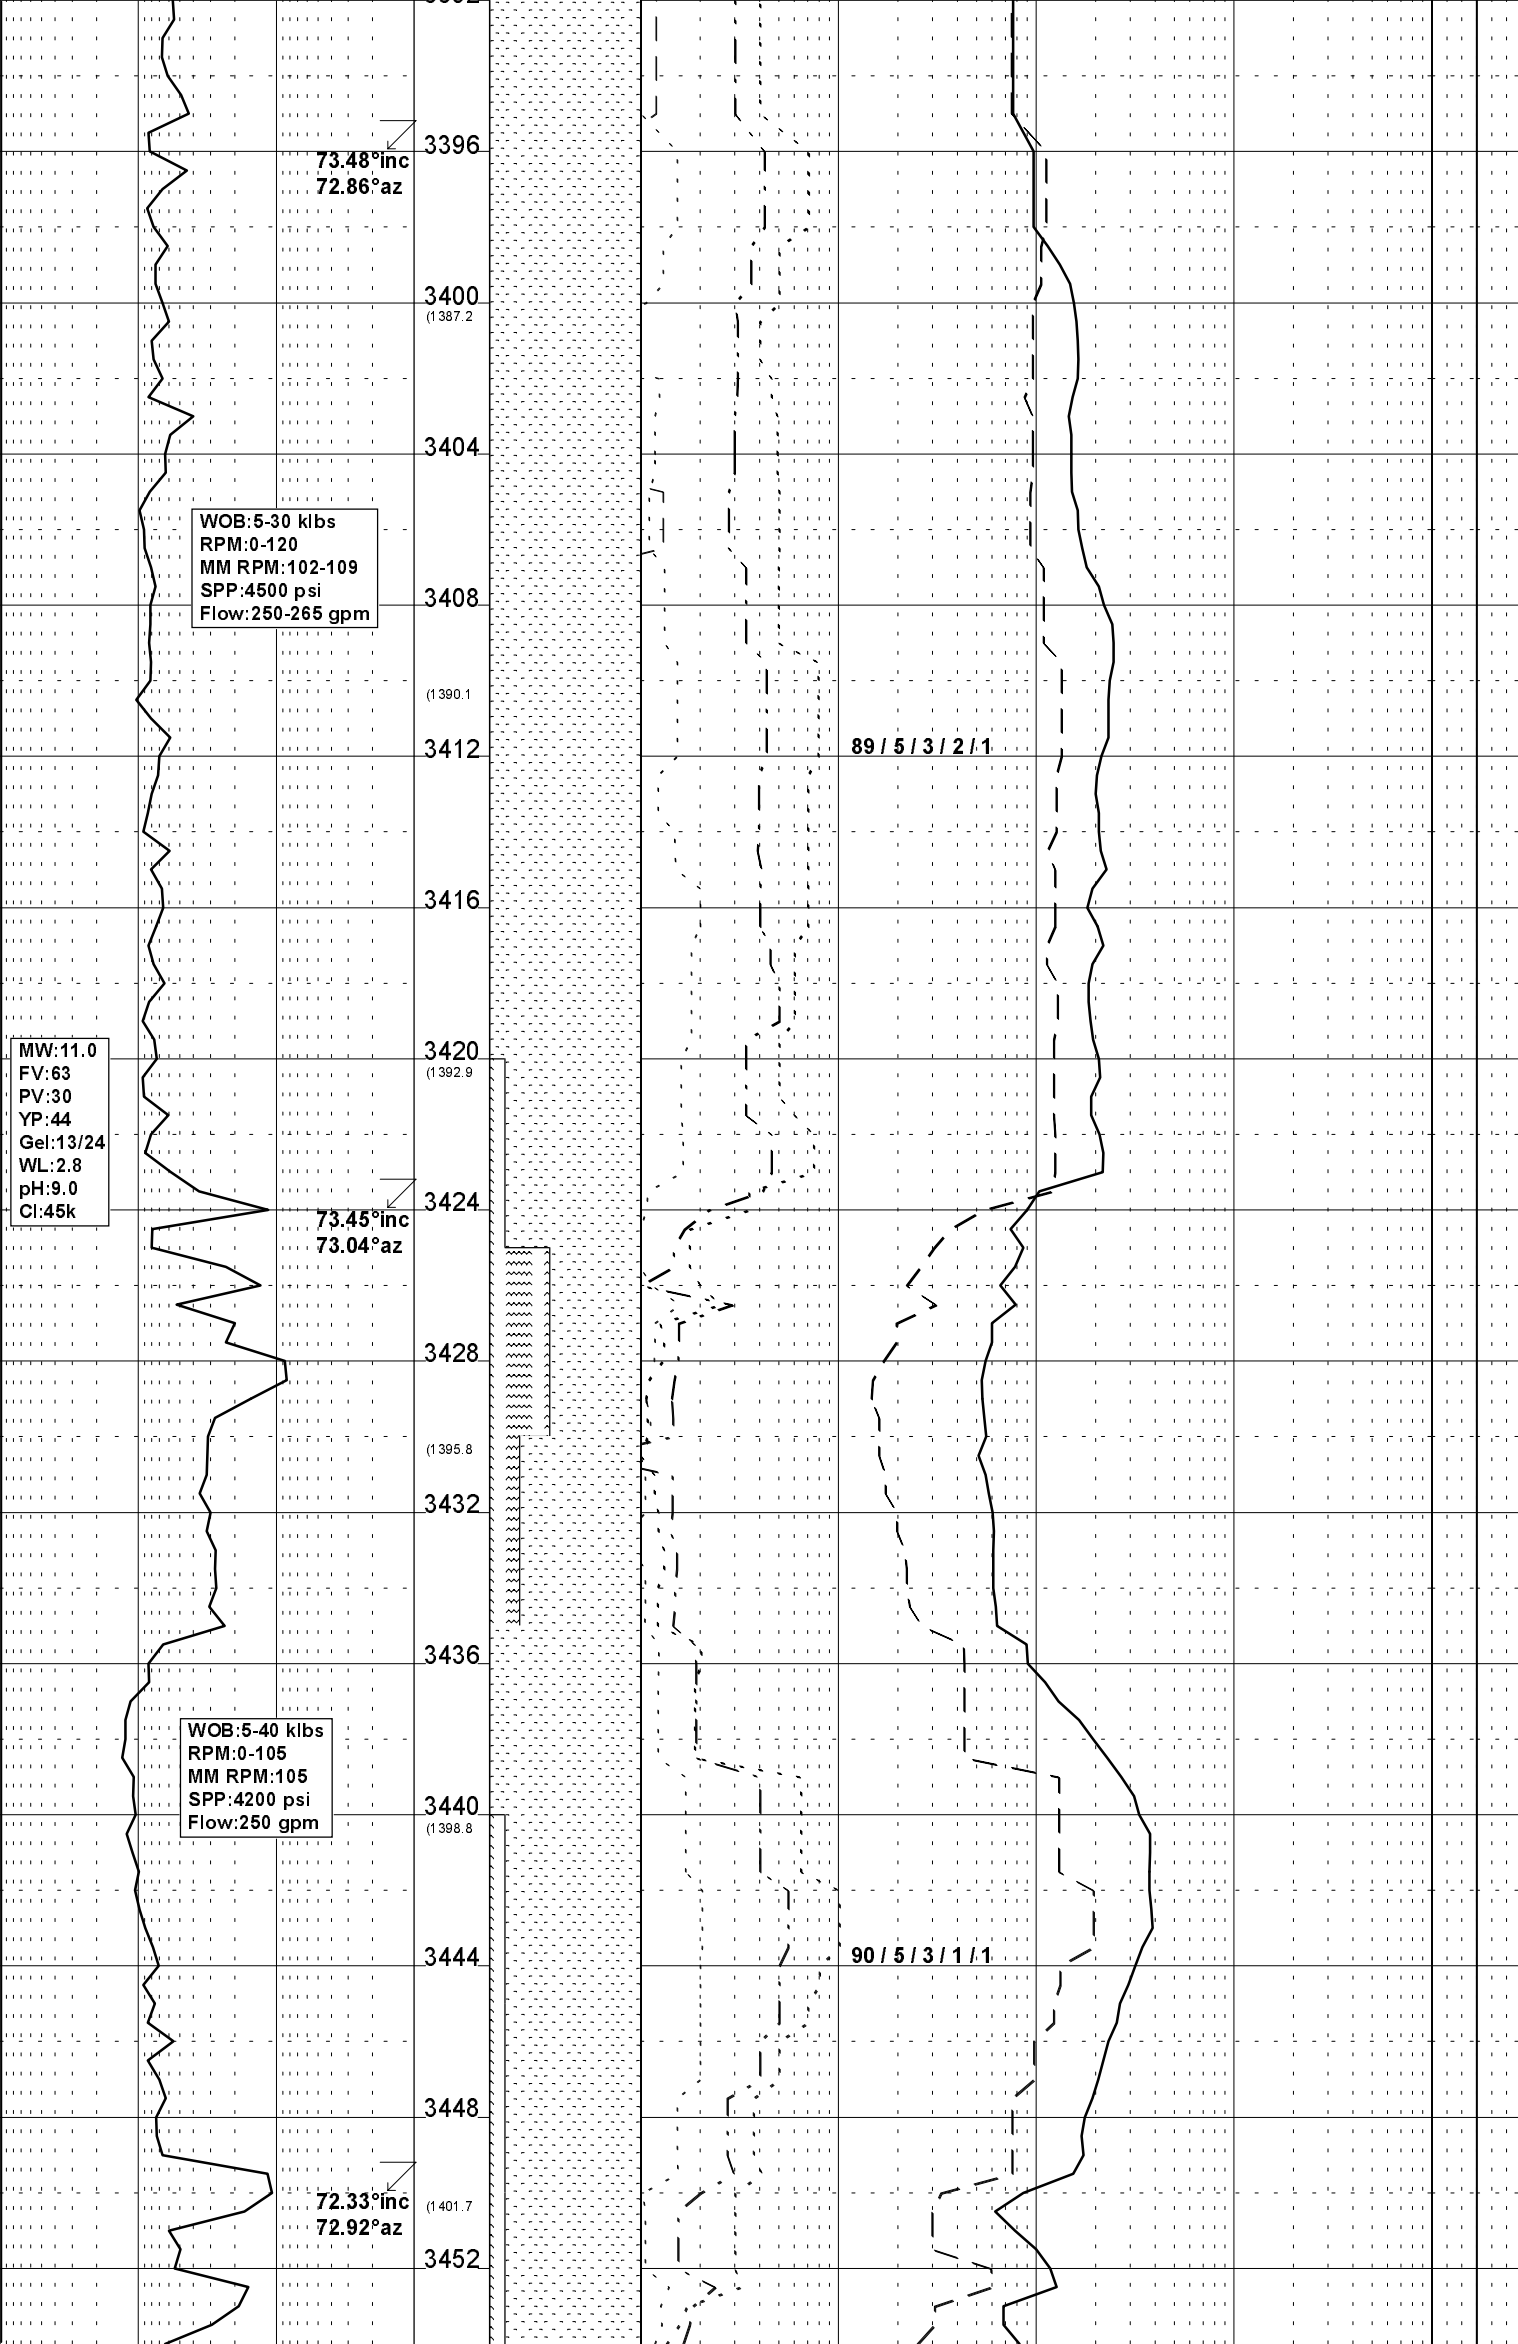 3396
73.48°inc
72.86°az
3400
(1387.2
3404
WOB:5-30 klbs
RPM:0-120
MM RPM:102-109
SPP:4500 psi
Flow:250-265 gpm
3408
(1390.1
3412
89 / 5 / 3 / 2 / 1
3416
MW:11.0
FV:63
PV:30
YP:44
Gel:13/24
WL:2.8
pH:9.0
Cl:45k
3420
(1392.9
3424
73.45°inc
73.04°az
3428
(1395.8
3432
3436
WOB:5-40 klbs
RPM:0-105
MM RPM:105
SPP:4200 psi
Flow:250 gpm
3440
(1398.8
3444
90 / 5 / 3 / 1 / 1
3448
72.33°inc
72.92°az
(1401.7
3452